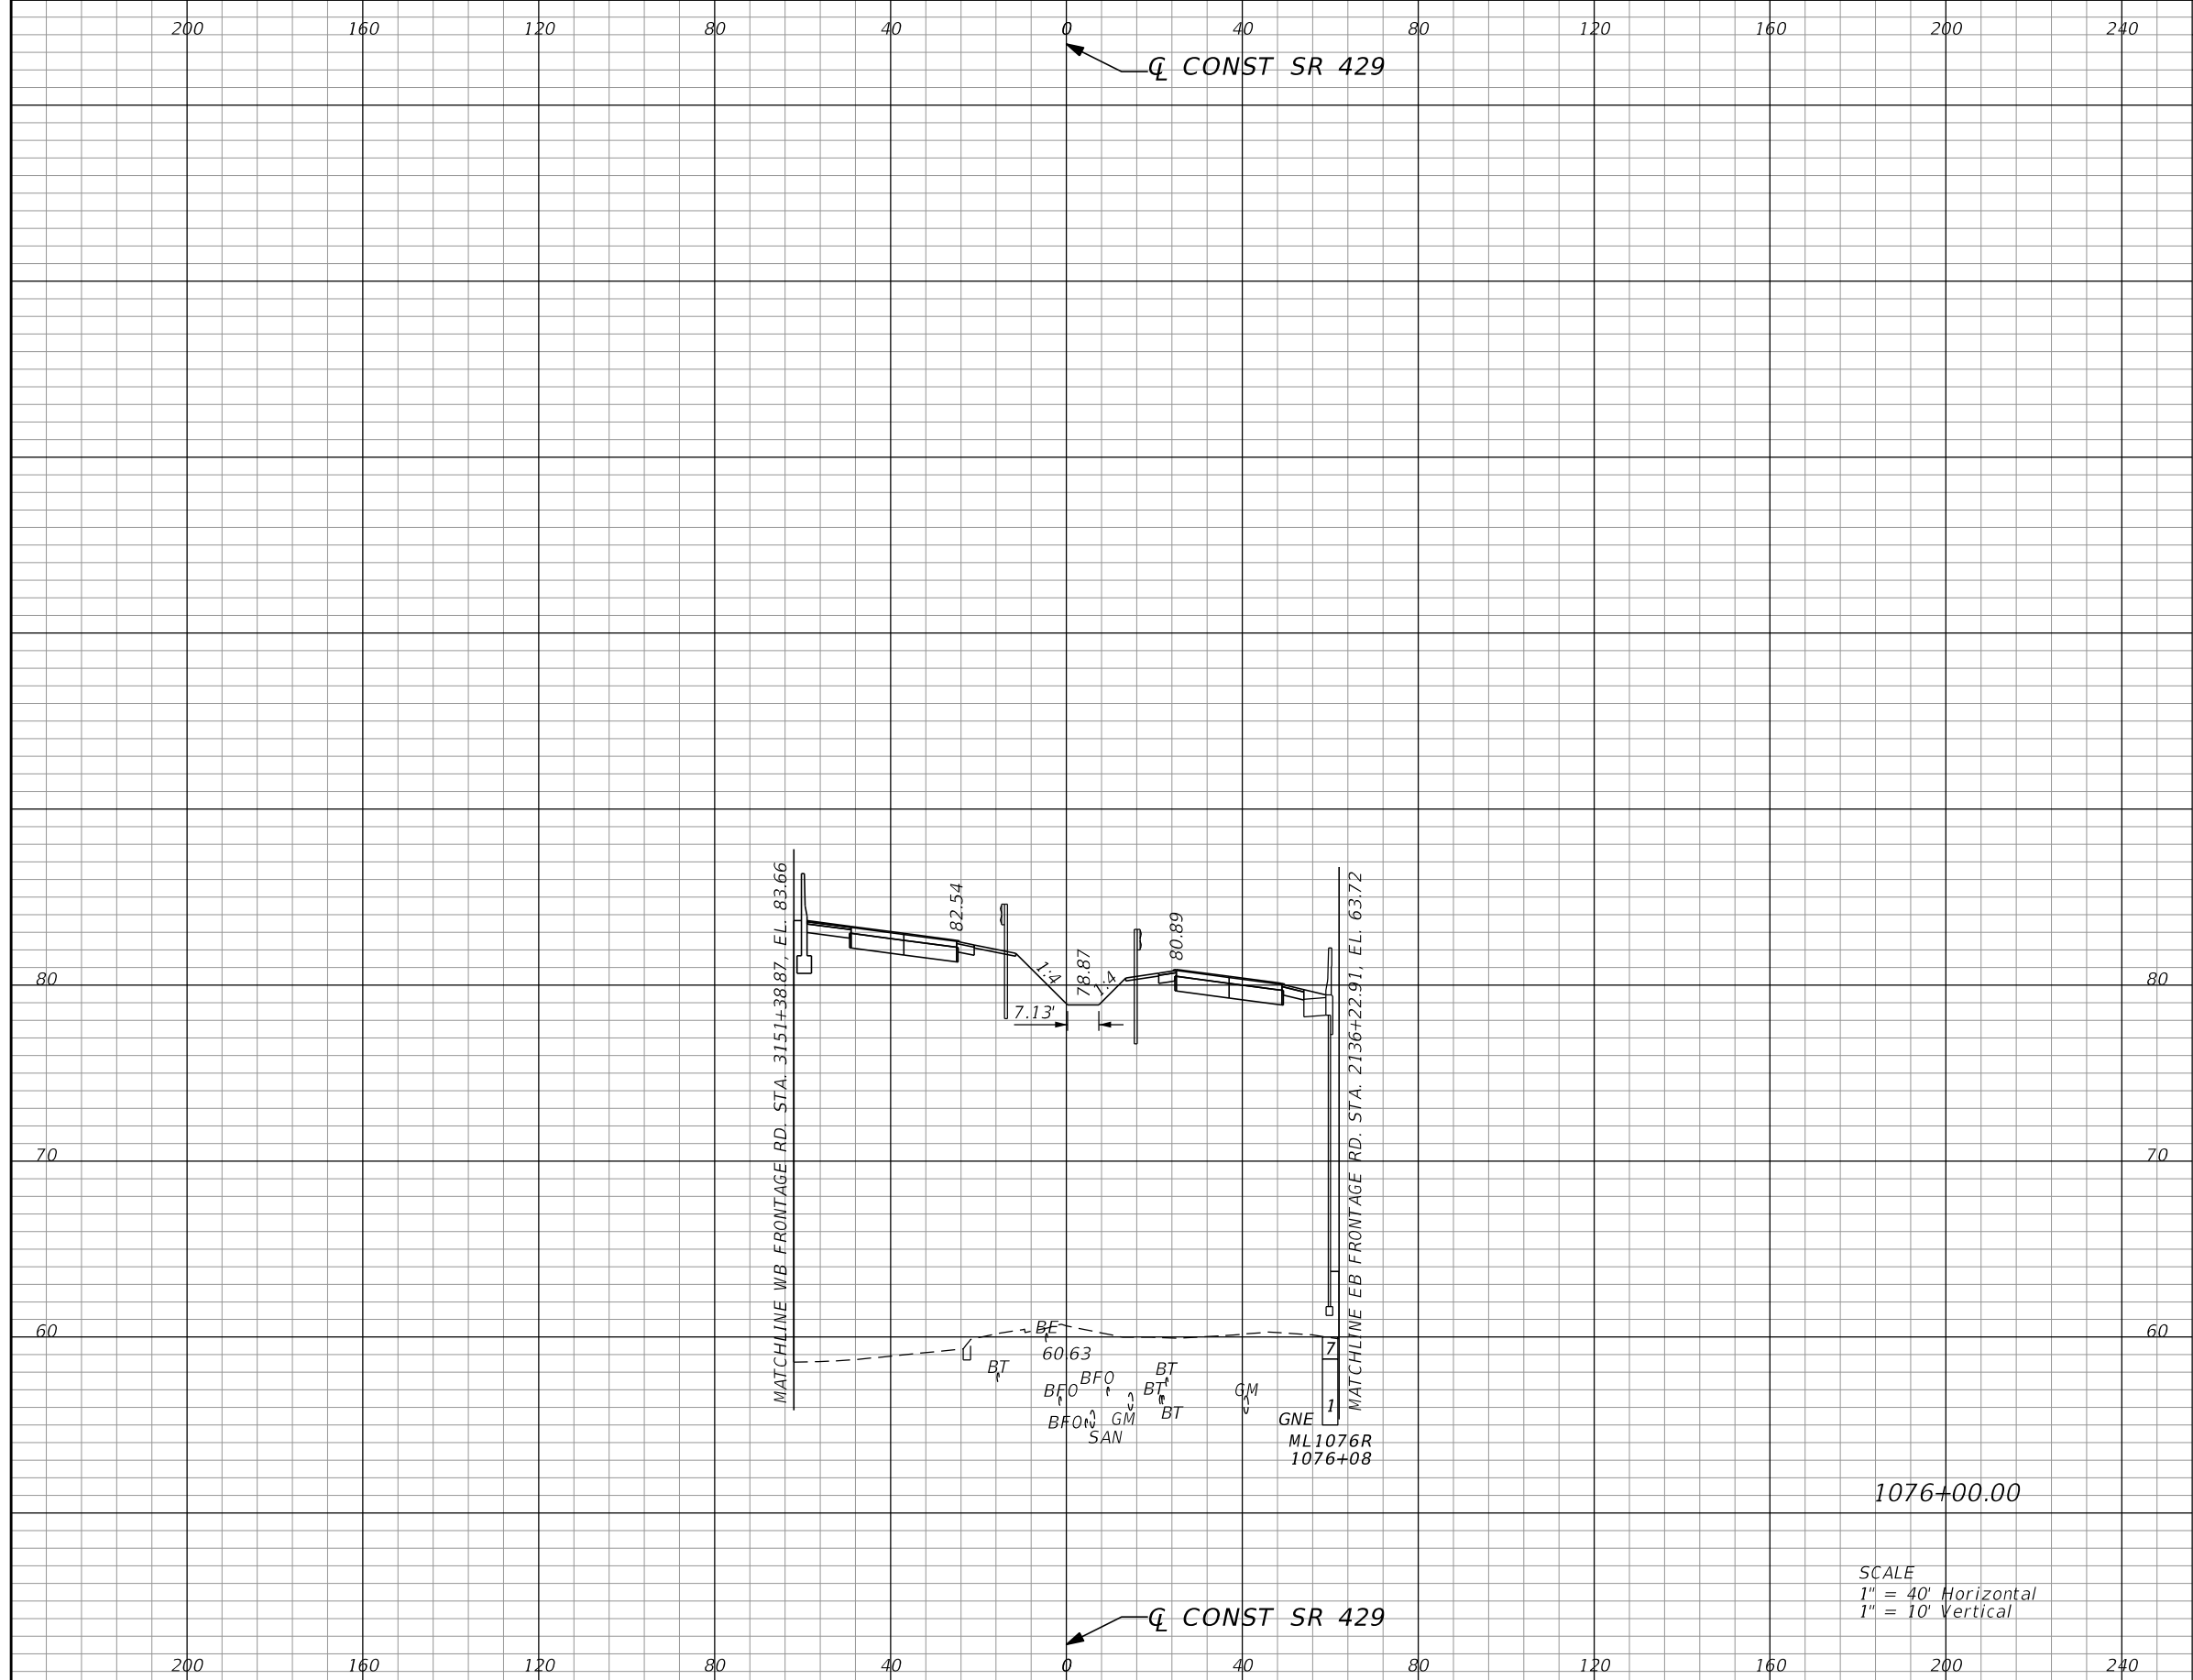 200 160 120 80 40 0 40 80 120 160 200 240
℄ CONST SR 429
MATCHLINE WB FRONTAGE RD. STA. 3151+38.87, EL. 83.66
82.54
1:4
78.87
1:4
80.89
MATCHLINE EB FRONTAGE RD. STA. 2136+22.91, EL. 63.72
80 80
7.13'
70 70
60 60
BE
60.63
7
BT
BT
BFO
BFO
BT
GM
BT
1
BFO
GM
GNE
SAN
ML1076R
1076+08
1076+00.00
SCALE
1" = 40' Horizontal
1" = 10' Vertical
℄ CONST SR 429
200 160 120 80 40 0 40 80 120 160 200 240